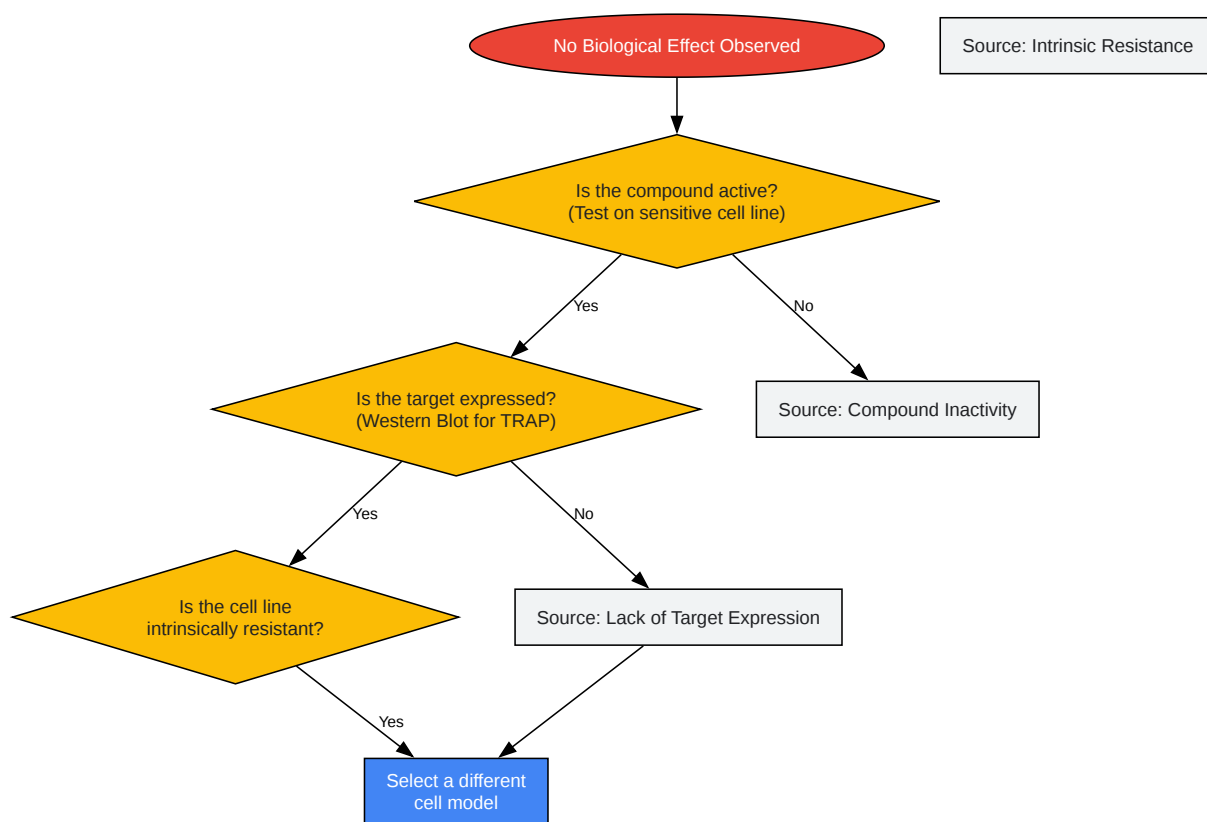 No Biological Effect Observed
Source: Intrinsic Resistance
Is the compound active?
(Test on sensitive cell line)
Yes
No
Is the target expressed?
(Western Blot for TRAP)
Source: Compound Inactivity
Yes
No
Is the cell line
intrinsically resistant?
Source: Lack of Target Expression
Yes
Select a different
cell model